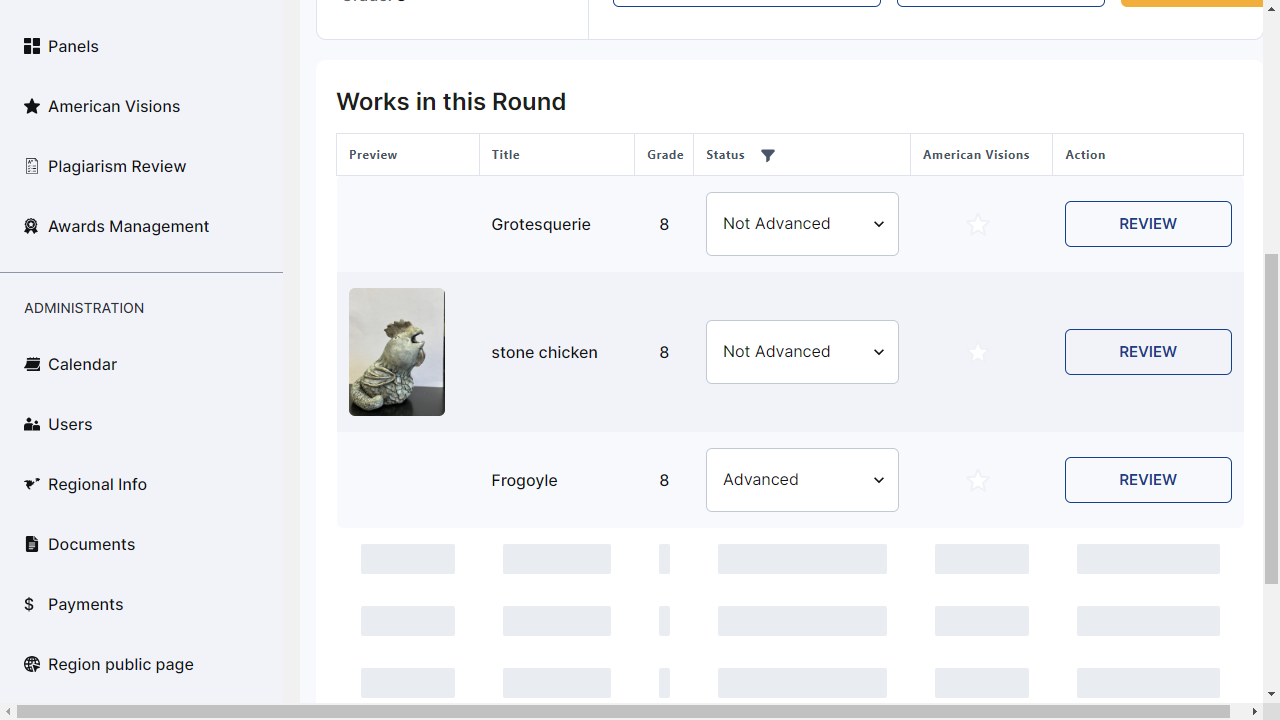 Panels
American Visions
Plagiarism Review
Awards Management
ADMINISTRATION
Calendar
Users
Regional Info
Documents
Payments
Region public page
Works in this Round
Preview Title Grade Status American Visions Action
Grotesquerie 8 Not Advanced REVIEW
stone chicken 8 Not Advanced REVIEW
Frogoyle 8 Advanced REVIEW